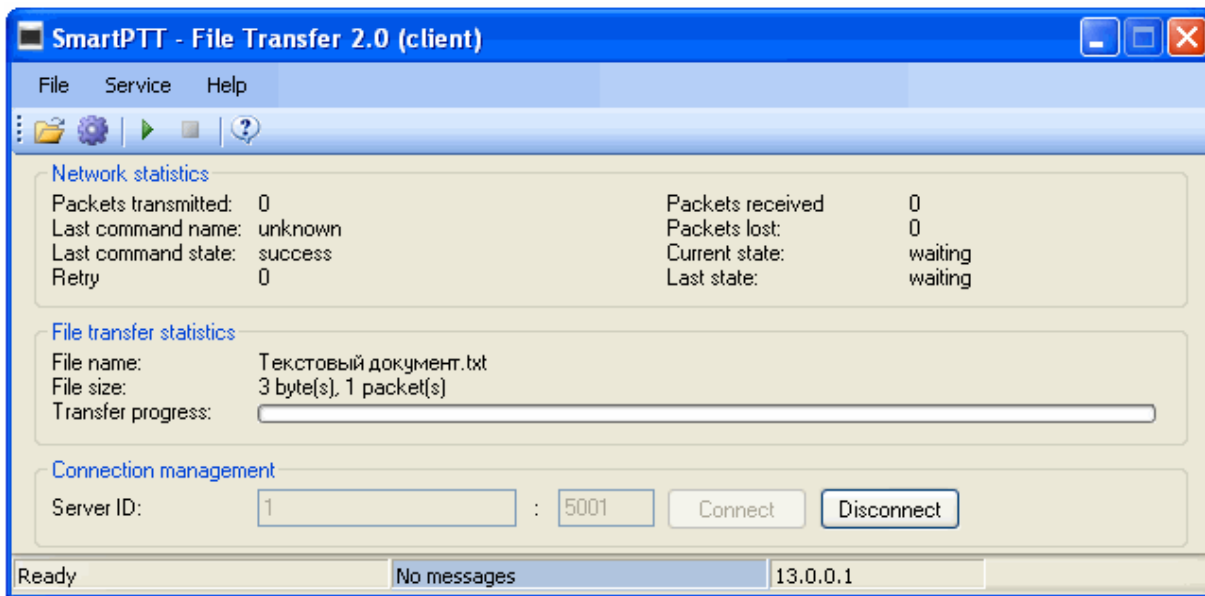 SmartPTT - File Transfer 2.0 (client)
File Service Help
Network statistics
Packets transmitted: 0 Packets received 0
Last command name: unknown Packets lost: 0
Last command state: success Current state: waiting
Retry 0 Last state: waiting
File transfer statistics
File name: Текстовый документ.txt
File size: 3 byte(s), 1 packet(s)
Transfer progress:
Connection management
Server ID: 1 : 5001 Connect Disconnect
Ready No messages 13.0.0.1